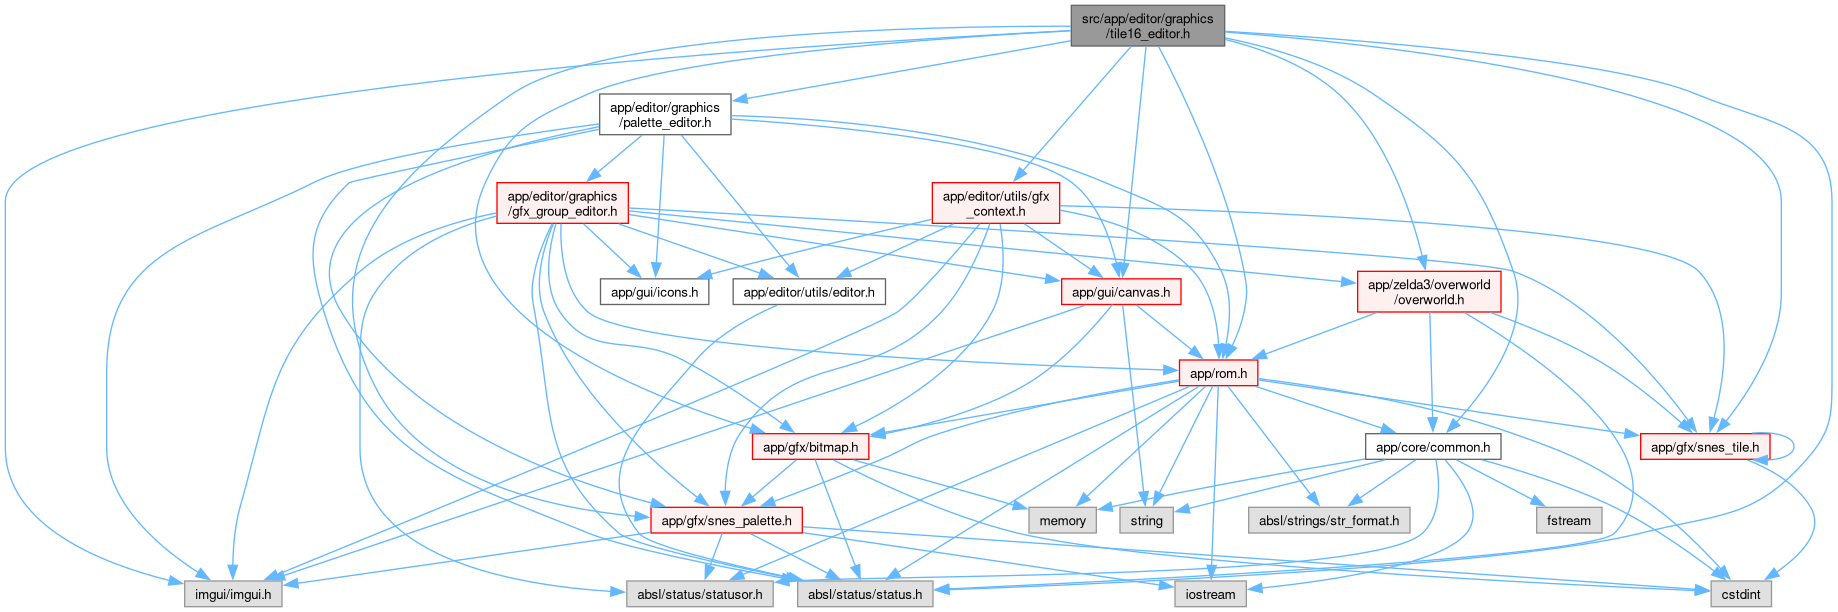 src/app/editor/graphics
/tile16_editor.h
app/editor/graphics
/palette_editor.h
app/editor/graphics
/gfx_group_editor.h
app/editor/utils/gfx
_context.h
app/gui/icons.h
app/editor/utils/editor.h
app/gui/canvas.h
app/zelda3/overworld
/overworld.h
app/rom.h
app/gfx/bitmap.h
app/core/common.h
app/gfx/snes_tile.h
app/gfx/snes_palette.h
memory
string
absl/strings/str_format.h
fstream
imgui/imgui.h
absl/status/statusor.h
absl/status/status.h
iostream
cstdint